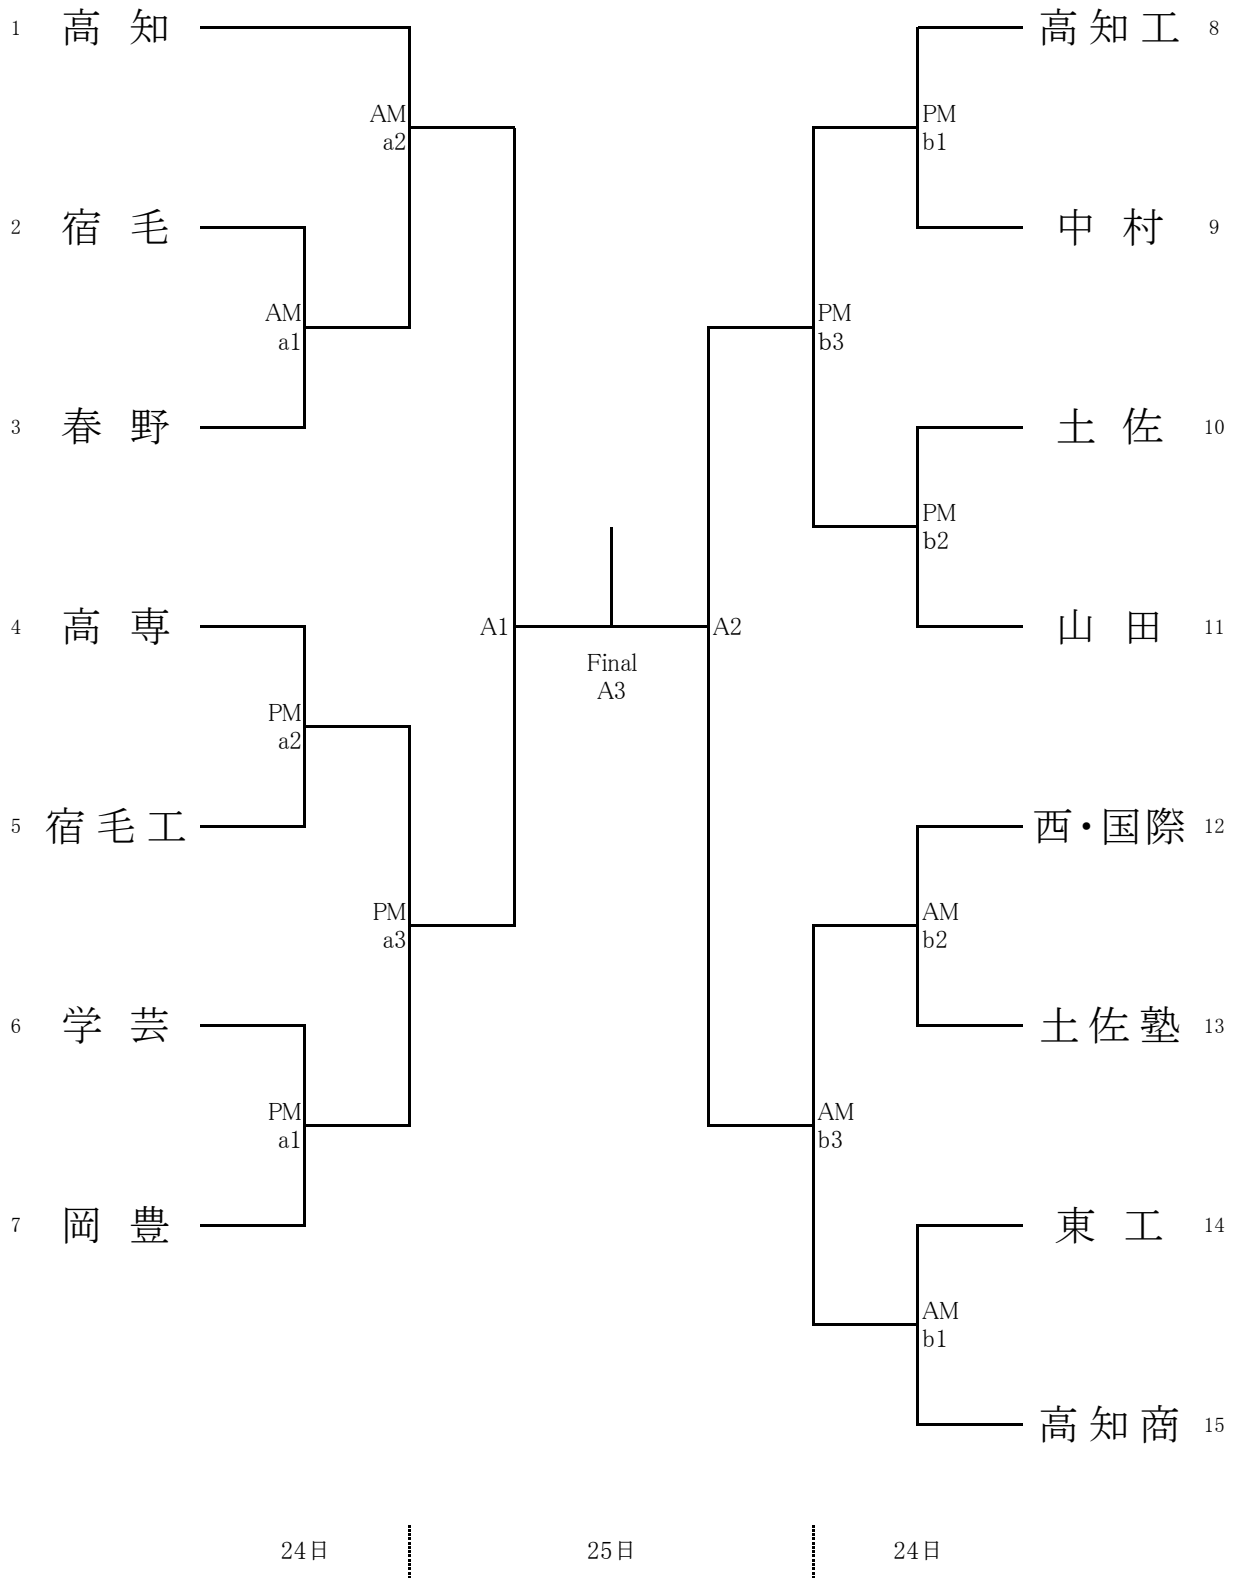 1 高知
AM
a2
2 宿毛
AM
a1
3 春野
4 高専
PM
a2
5 宿毛工
PM
a3
6 学芸
PM
a1
7 岡豊
A1
Final
A3
A2
高知工 8
PM
b1
中村 9
PM
b3
土佐 10
PM
b2
山田 11
西・国際 12
AM
b2
土佐塾 13
AM
b3
東工 14
AM
b1
高知商 15
24日 25日 24日